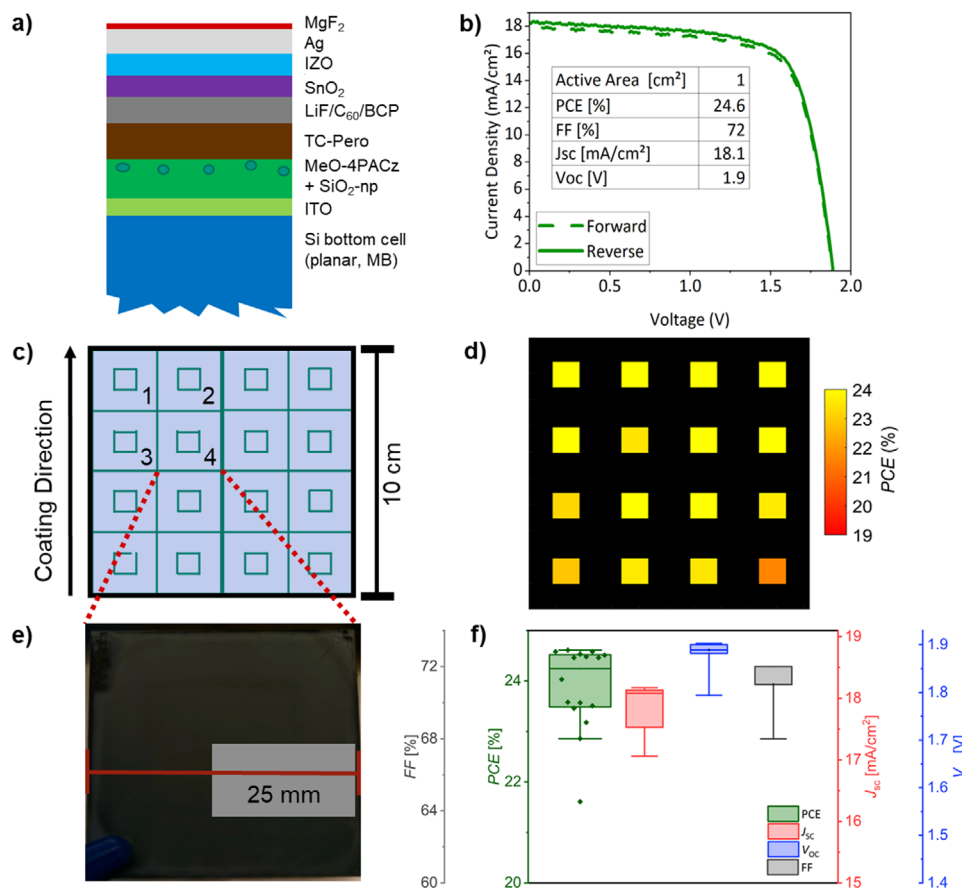 a)
MgF₂
Ag
IZO
SnO₂
LiF/C₆₀/BCP
TC-Pero
MeO-4PACz
+ SiO₂-np
ITO
Si bottom cell
(planar, MB)
b)
Current Density (mA/cm²)
18
16
14
12
10
8
6
4
2
0
Active Area [cm²] 1
PCE [%] 24.6
FF [%] 72
Jsc [mA/cm²] 18.1
Voc [V] 1.9
Forward
Reverse
0.0 0.5 1.0 1.5 2.0
Voltage (V)
c)
Coating Direction
1 2
3 4
10 cm
d)
24
23
22
21
20
19
PCE (%)
e)
25 mm
f)
FF [%]
72
68
64
60
PCE [%]
24
22
20
J_SC [mA/cm²]
19
18
17
16
15
[V]
1.9
1.8
1.7
1.6
1.5
1.4
PCE
J_SC
V_OC
FF